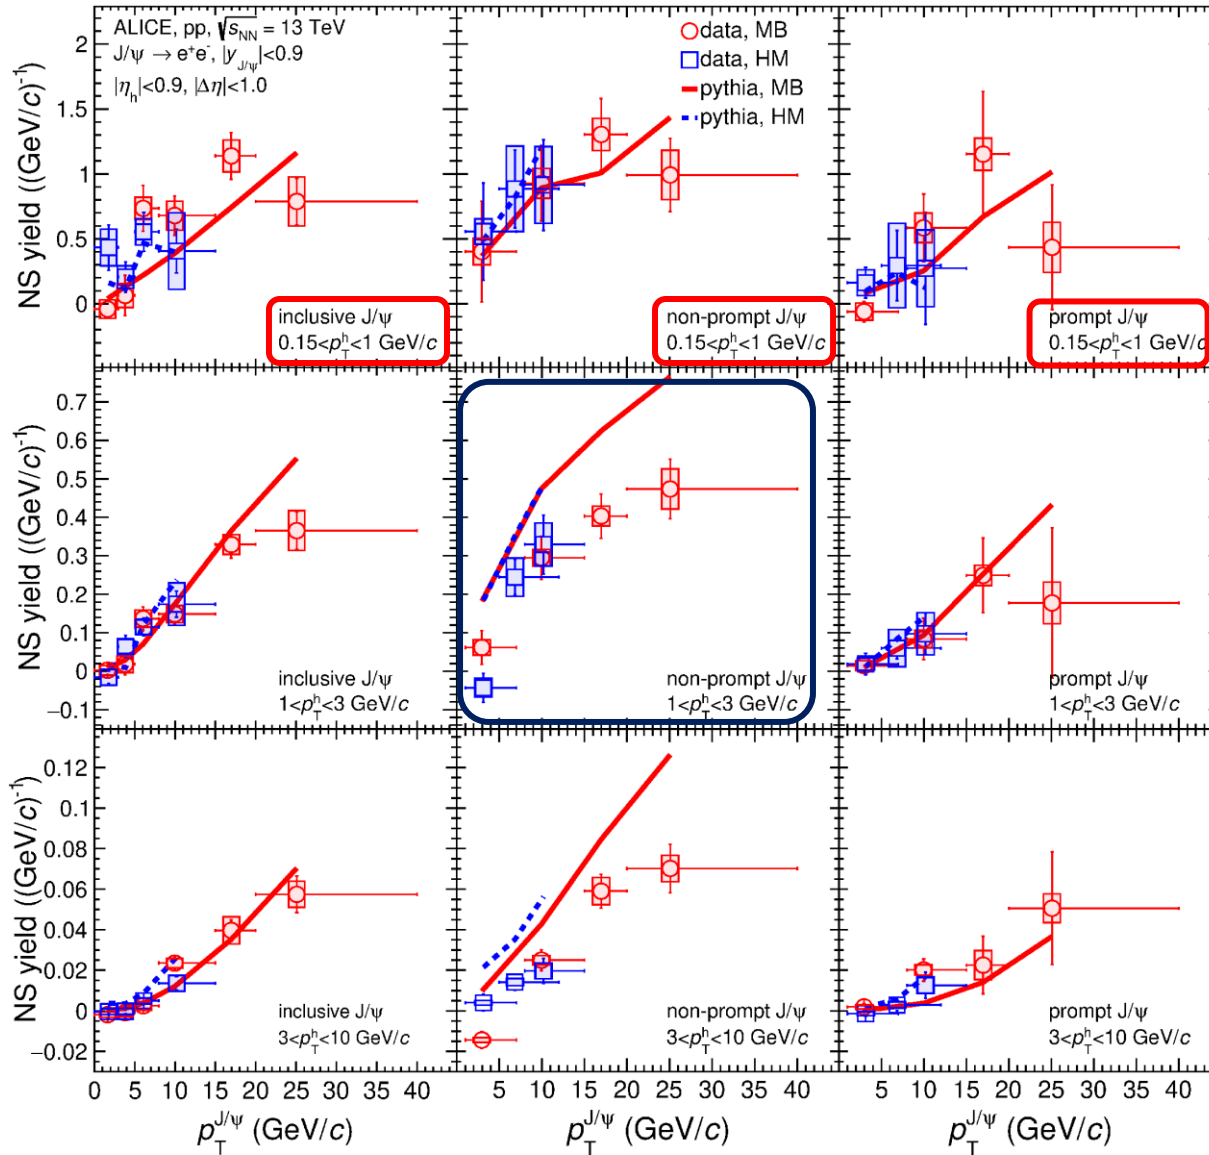 ALICE, pp, √s_NN = 13 TeV
J/ψ → e⁺e⁻, |y_J/ψ|<0.9
|η_h|<0.9, |Δη|<1.0
data, MB
data, HM
pythia, MB
pythia, HM
NS yield ((GeV/c)⁻¹)
2
1.5
1
0.5
0
inclusive J/ψ
0.15<p_T^h<1 GeV/c
non-prompt J/ψ
0.15<p_T^h<1 GeV/c
prompt J/ψ
0.15<p_T^h<1 GeV/c
NS yield ((GeV/c)⁻¹)
0.7
0.6
0.5
0.4
0.3
0.2
0.1
0
−0.1
inclusive J/ψ
1<p_T^h<3 GeV/c
non-prompt J/ψ
1<p_T^h<3 GeV/c
prompt J/ψ
1<p_T^h<3 GeV/c
NS yield ((GeV/c)⁻¹)
0.12
0.1
0.08
0.06
0.04
0.02
0
−0.02
inclusive J/ψ
3<p_T^h<10 GeV/c
non-prompt J/ψ
3<p_T^h<10 GeV/c
prompt J/ψ
3<p_T^h<10 GeV/c
0 5 10 15 20 25 30 35 40
5 10 15 20 25 30 35 40
5 10 15 20 25 30 35 40
p_T^J/ψ (GeV/c)
p_T^J/ψ (GeV/c)
p_T^J/ψ (GeV/c)